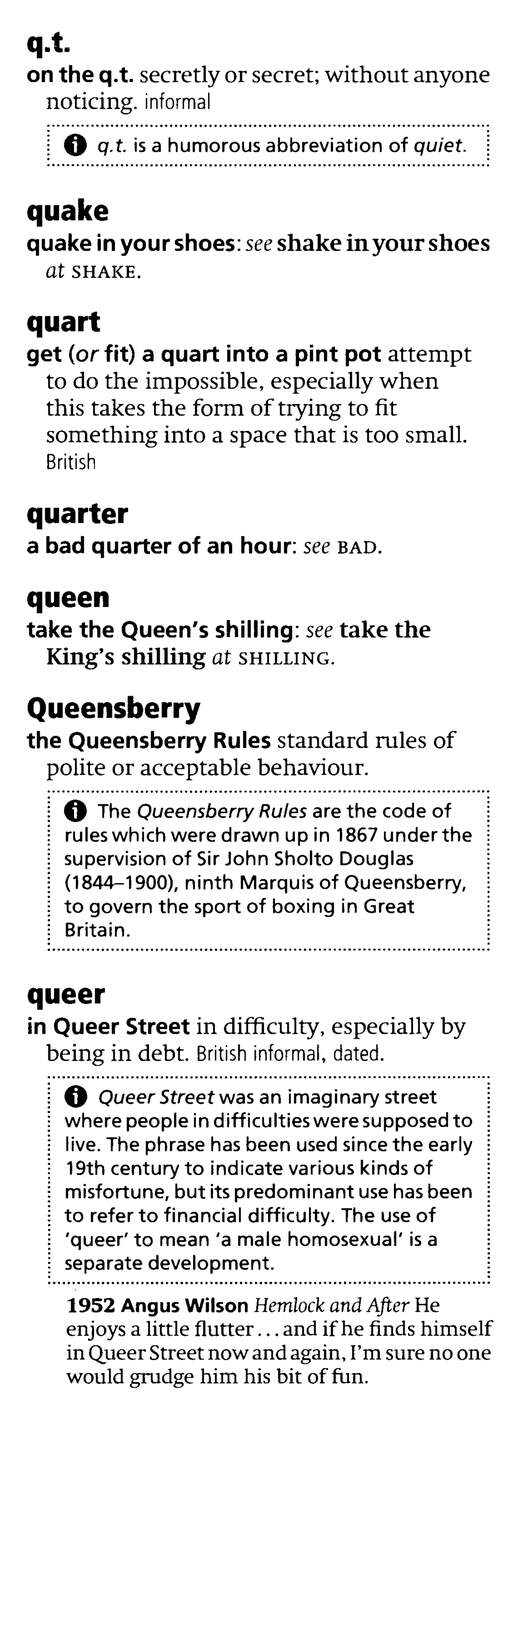 q.t.
on the q.t. secretly or secret; without anyone
noticing. informal
q.t. is a humorous abbreviation of quiet.
quake
quake in your shoes: see shake in your shoes
at SHAKE.
quart
get (or fit) a quart into a pint pot attempt
to do the impossible, especially when
this takes the form of trying to fit
something into a space that is too small.
British
quarter
a bad quarter of an hour: see BAD.
queen
take the Queen's shilling: see take the
King's shilling at SHILLING.
Queensberry
the Queensberry Rules standard rules of
polite or acceptable behaviour.
The Queensberry Rules are the code of
rules which were drawn up in 1867 under the
supervision of Sir John Sholto Douglas
(1844–1900), ninth Marquis of Queensberry,
to govern the sport of boxing in Great
Britain.
queer
in Queer Street in difficulty, especially by
being in debt. British informal, dated.
Queer Street was an imaginary street
where people in difficulties were supposed to
live. The phrase has been used since the early
19th century to indicate various kinds of
misfortune, but its predominant use has been
to refer to financial difficulty. The use of
'queer' to mean 'a male homosexual' is a
separate development.
1952 Angus Wilson Hemlock and After He
enjoys a little flutter . . . and if he finds himself
in Queer Street now and again, I'm sure no one
would grudge him his bit of fun.